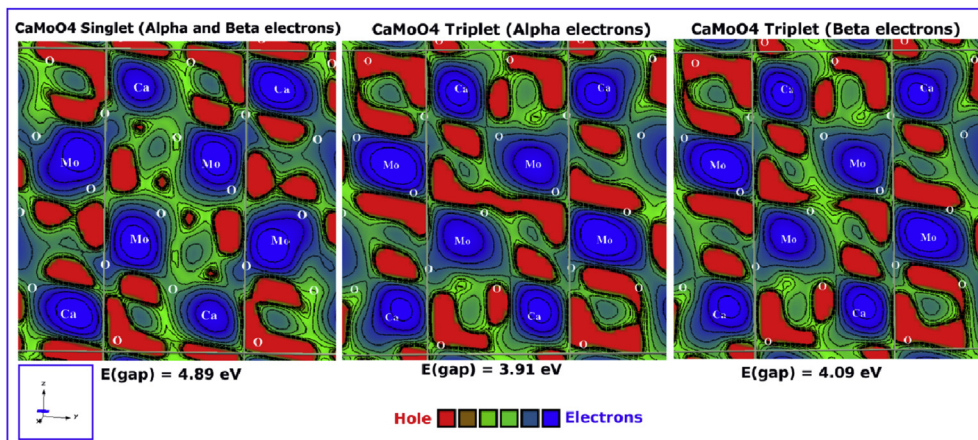 CaMoO4 Singlet (Alpha and Beta electrons)
O O
Ca Ca
O O
O O O
Mo Mo
O O
O O
Mo Mo
O O
O O O
Ca Ca
O O
E(gap) = 4.89 eV
CaMoO4 Triplet (Alpha electrons)
O O
Ca Ca
O O
O O
Mo Mo
O O
O O
Mo Mo
O O
O O
Ca Ca
O O
E(gap) = 3.91 eV
CaMoO4 Triplet (Beta electrons)
O O
Ca Ca
O O
O O
Mo Mo
O O
O O
Mo Mo
O O
O O
Ca Ca
O O
E(gap) = 4.09 eV
Z
X Y
Hole Electrons